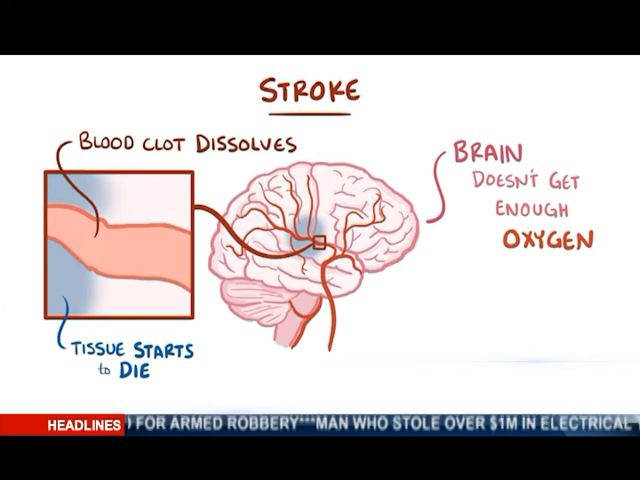 STROKE
BLOOD CLOT DISSOLVES
BRAIN
DOESN'T GET
ENOUGH
OXYGEN
TISSUE STARTS
to DIE
HEADLINES
FOR ARMED ROBBERY***MAN WHO STOLE OVER $1M IN ELECTRICAL